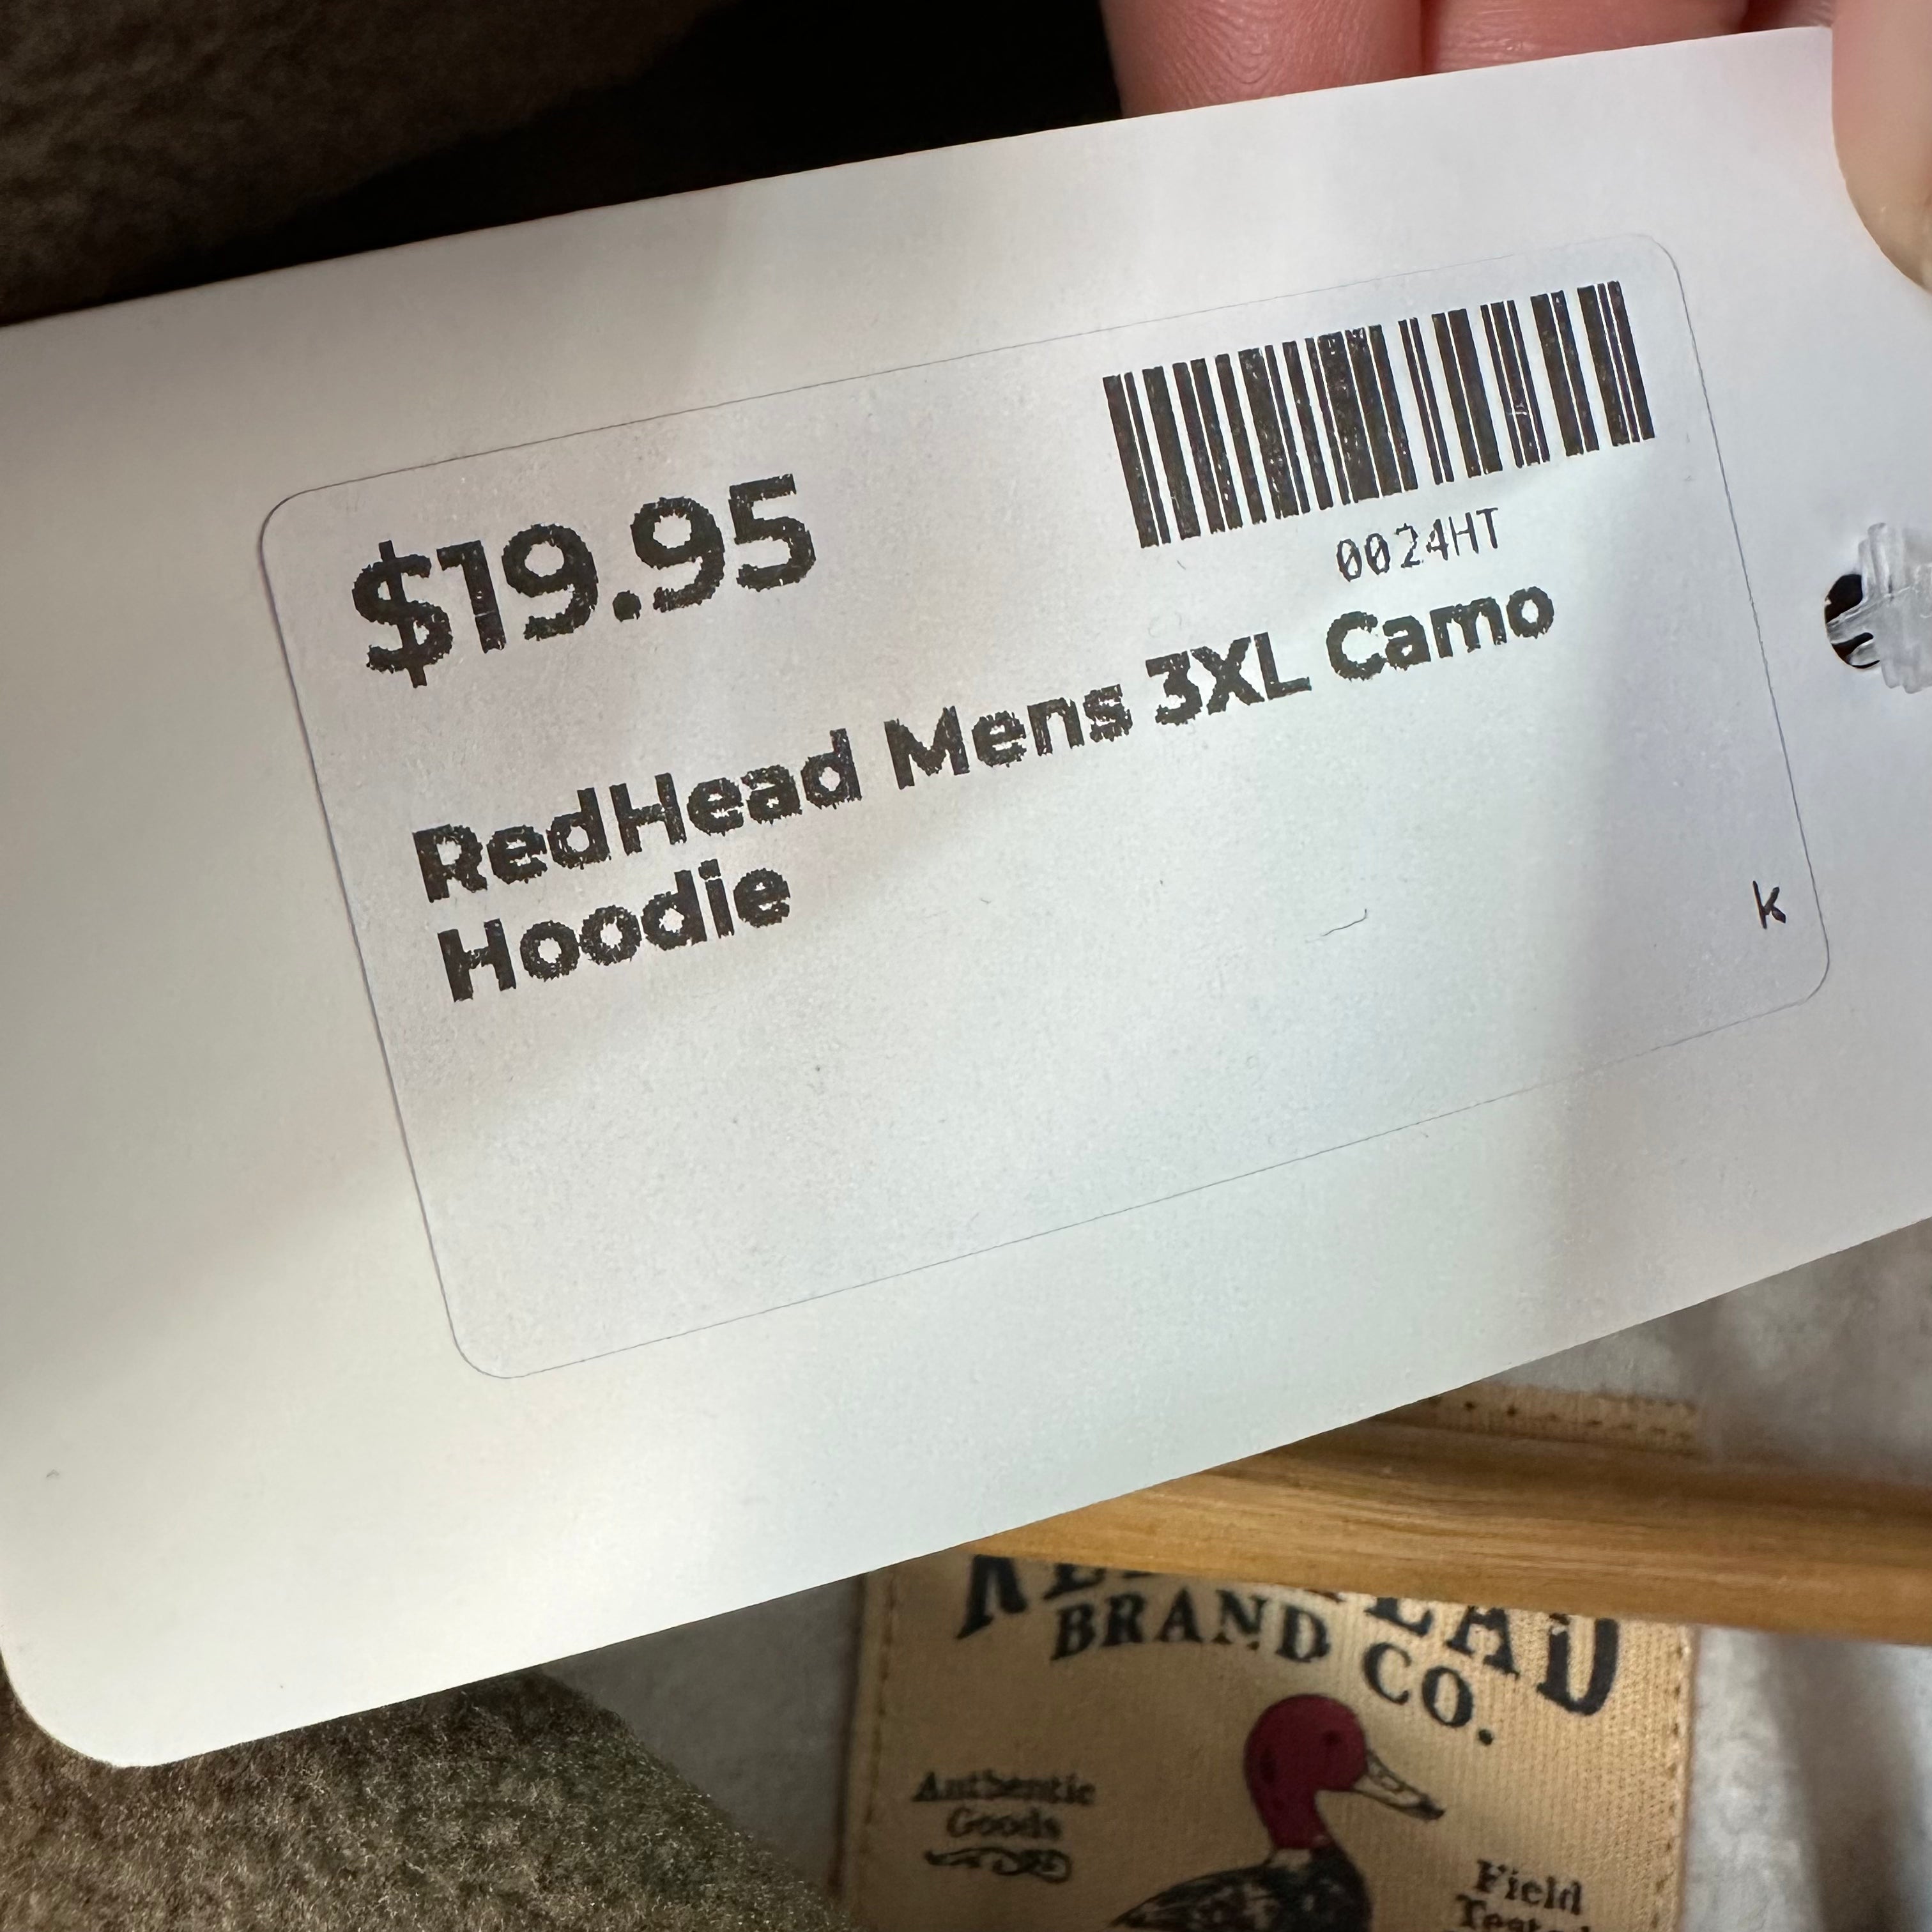 $19.95
0024HT
RedHead Mens 3XL Camo
Hoodie
k
BRAND CO.
Authentic
Goods
Field